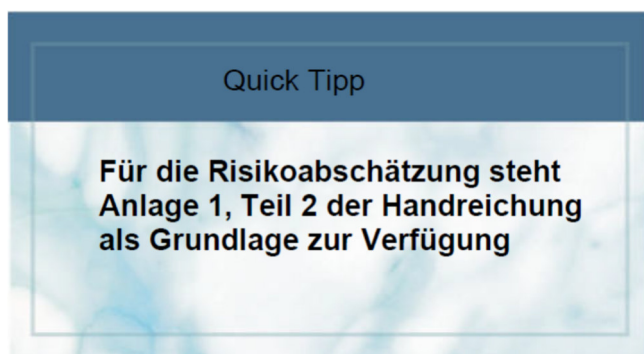 Quick Tipp
Für die Risikoabschätzung steht
Anlage 1, Teil 2 der Handreichung
als Grundlage zur Verfügung